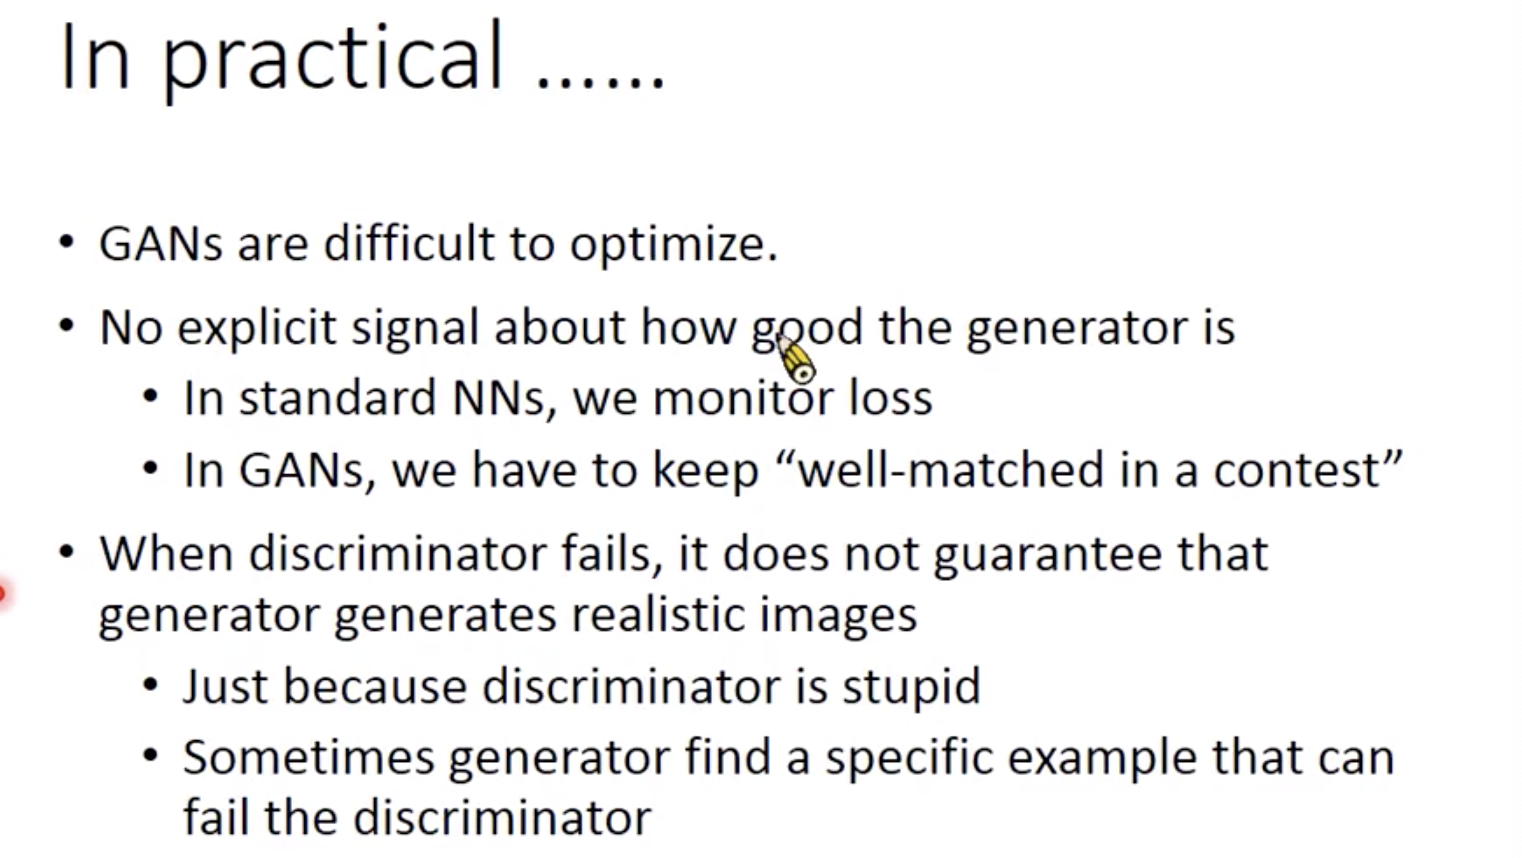 In practical ......
• GANs are difficult to optimize.
• No explicit signal about how good the generator is
• In standard NNs, we monitor loss
• In GANs, we have to keep “well-matched in a contest”
• When discriminator fails, it does not guarantee that
generator generates realistic images
• Just because discriminator is stupid
• Sometimes generator find a specific example that can
fail the discriminator